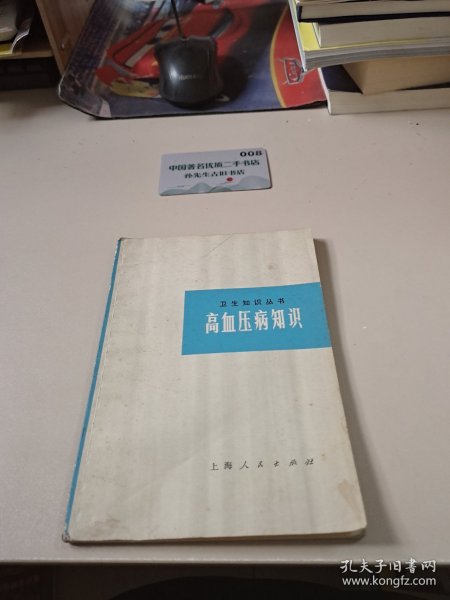 008
中国著名优质二手书店
孙先生古旧书店
卫生知识丛书
高血压病知识
上海人民出版社
孔夫子旧书网
www.kongfz.com